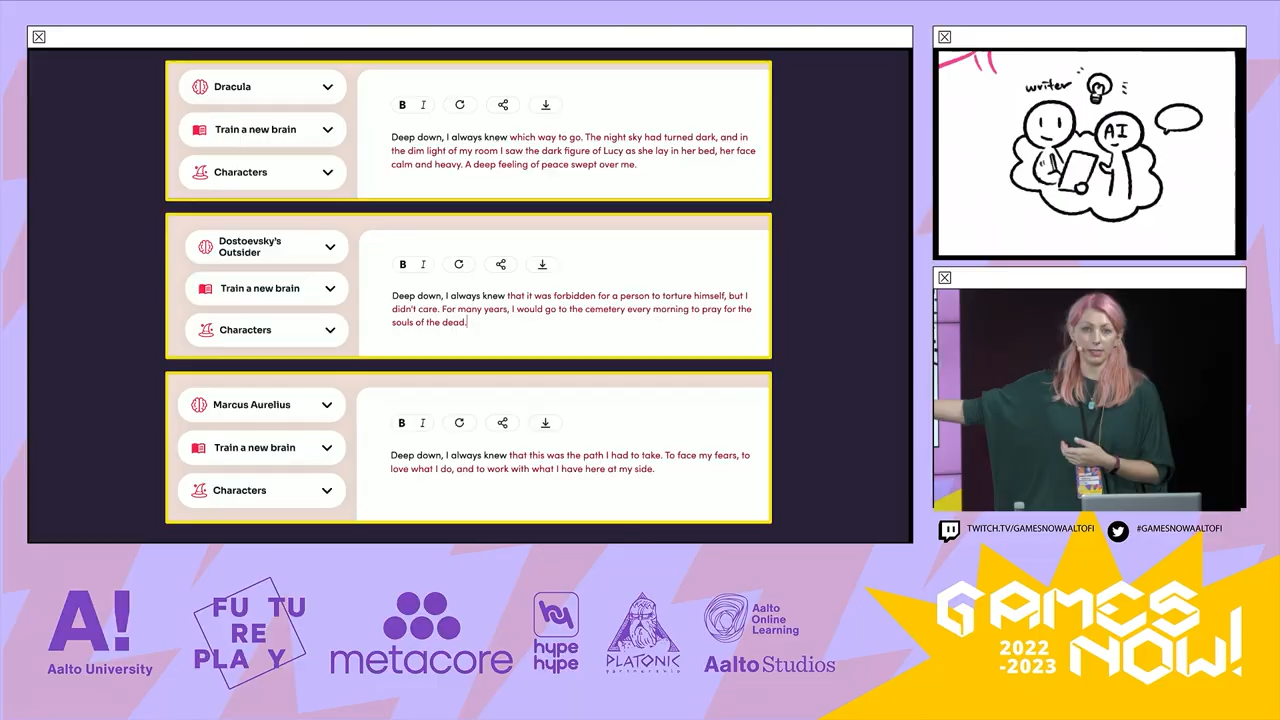 Dracula
Train a new brain
Characters
B I
Deep down, I always knew which way to go. The night sky had turned dark, and in
the dim light of my room I saw the dark figure of Lucy as she lay in her bed, her face
calm and heavy. A deep feeling of peace swept over me.
Dostoevsky's
Outsider
Train a new brain
Characters
B I
Deep down, I always knew that it was forbidden for a person to torture himself, but I
didn't care. For many years, I would go to the cemetery every morning to pray for the
souls of the dead.
Marcus Aurelius
Train a new brain
Characters
B I
Deep down, I always knew that this was the path I had to take. To face my fears, to
love what I do, and to work with what I have here at my side.
writer
AI
TWITCH.TV/GAMESNOWAALTOFI
#GAMESNOWAALTOFI
A!
Aalto University
FU TU
RE
PLA Y
metacore
hype
hype
PLATONIC
partnership
Aalto
Online
Learning
Aalto Studios
GAMES
NOW!
2022
-2023